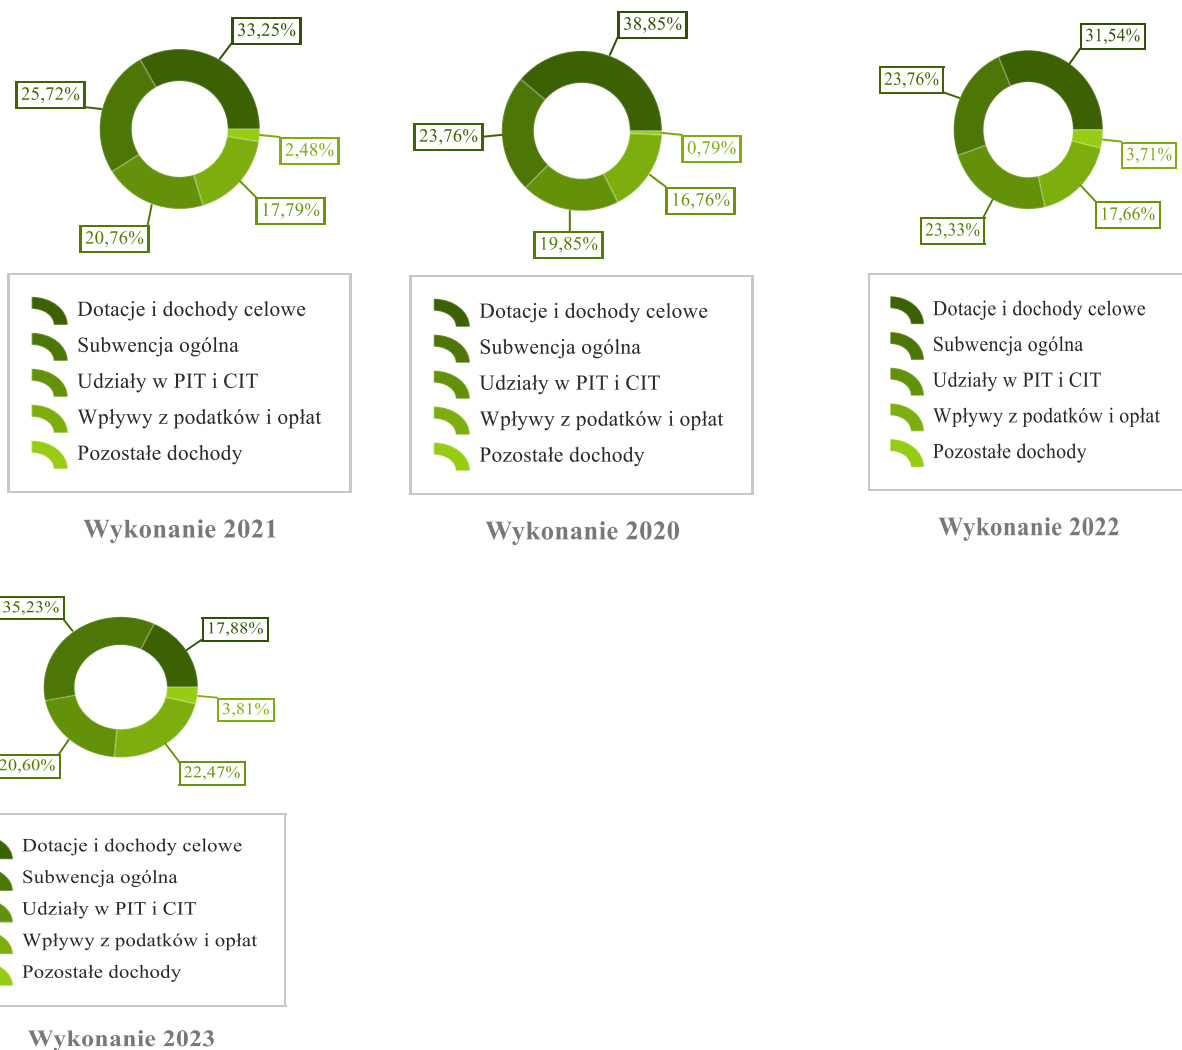 33,25%
25,72%
2,48%
17,79%
20,76%
Dotacje i dochody celowe
Subwencja ogólna
Udziały w PIT i CIT
Wpływy z podatków i opłat
Pozostałe dochody
Wykonanie 2021
38,85%
23,76%
0,79%
16,76%
19,85%
Dotacje i dochody celowe
Subwencja ogólna
Udziały w PIT i CIT
Wpływy z podatków i opłat
Pozostałe dochody
Wykonanie 2020
31,54%
23,76%
3,71%
17,66%
23,33%
Dotacje i dochody celowe
Subwencja ogólna
Udziały w PIT i CIT
Wpływy z podatków i opłat
Pozostałe dochody
Wykonanie 2022
35,23%
17,88%
3,81%
20,60%
22,47%
Dotacje i dochody celowe
Subwencja ogólna
Udziały w PIT i CIT
Wpływy z podatków i opłat
Pozostałe dochody
Wykonanie 2023